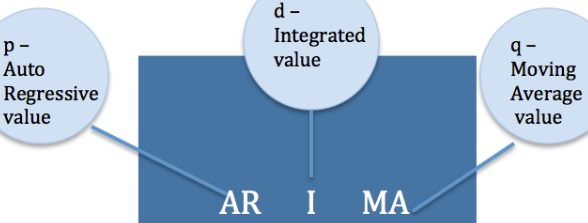 p –
Auto
Regressive
value
d –
Integrated
value
q –
Moving
Average
value
AR I MA